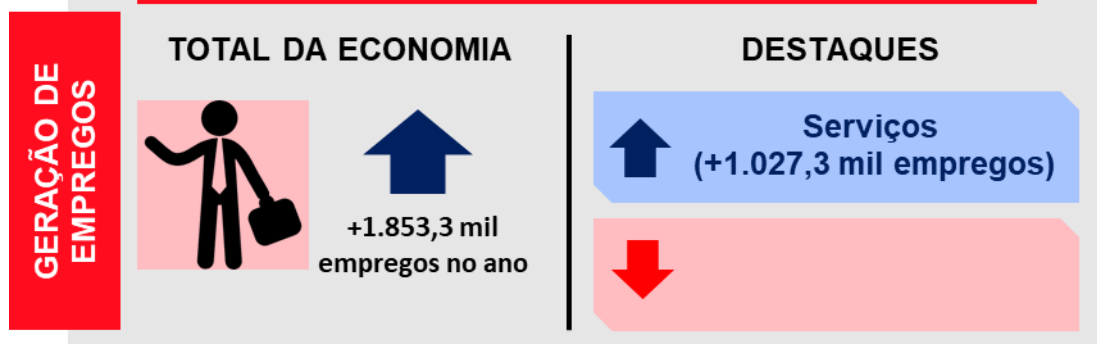 GERAÇÃO DE
EMPREGOS
TOTAL DA ECONOMIA
+1.853,3 mil
empregos no ano
DESTAQUES
Serviços
(+1.027,3 mil empregos)